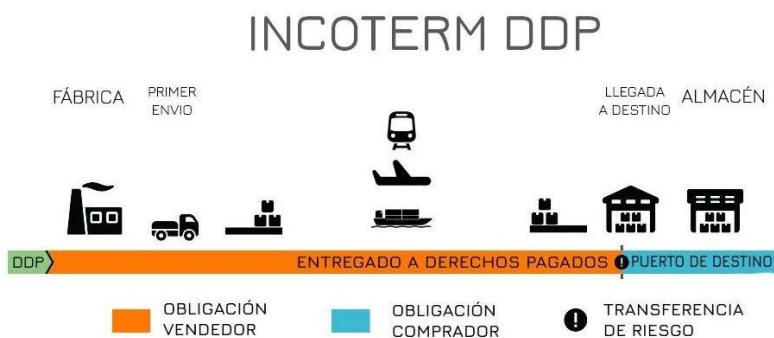 INCOTERM DDP
FÁBRICA
PRIMER
ENVIO
LLEGADA
A DESTINO
ALMACÉN
DDP
ENTREGADO A DERECHOS PAGADOS
PUERTO DE DESTINO
OBLIGACIÓN
VENDEDOR
OBLIGACIÓN
COMPRADOR
TRANSFERENCIA
DE RIESGO